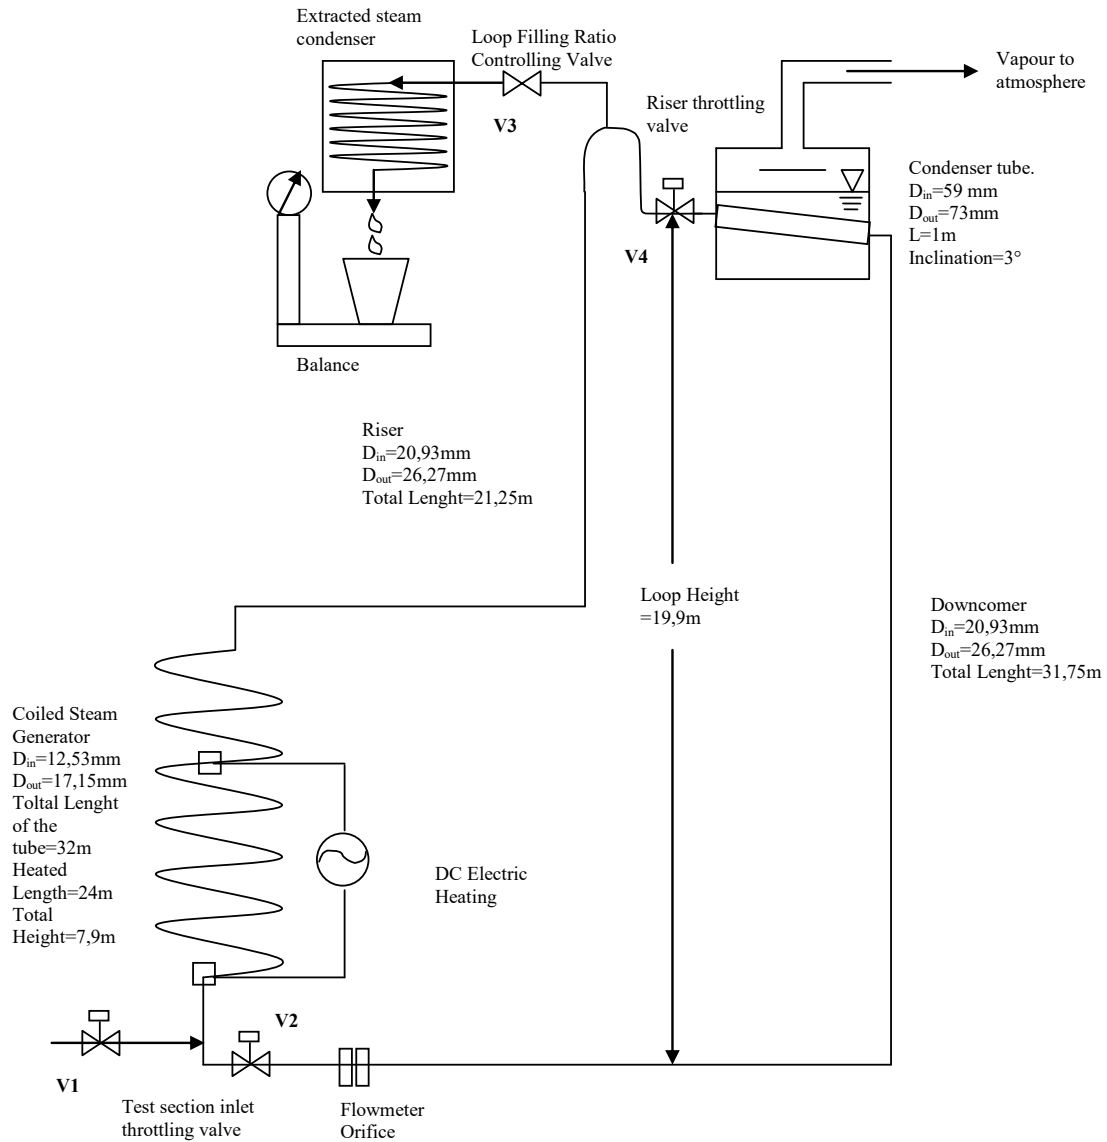 Extracted steam
condenser
Loop Filling Ratio
Controlling Valve
V3
Riser throttling
valve
Vapour to
atmosphere
Condenser tube.
Din=59 mm
Dout=73mm
L=1m
Inclination=3°
V4
Balance
Riser
Din=20,93mm
Dout=26,27mm
Total Lenght=21,25m
Loop Height
=19,9m
Downcomer
Din=20,93mm
Dout=26,27mm
Total Lenght=31,75m
Coiled Steam
Generator
Din=12,53mm
Dout=17,15mm
Toltal Lenght
of the
tube=32m
Heated
Length=24m
Total
Height=7,9m
DC Electric
Heating
V2
V1
Test section inlet
throttling valve
Flowmeter
Orifice